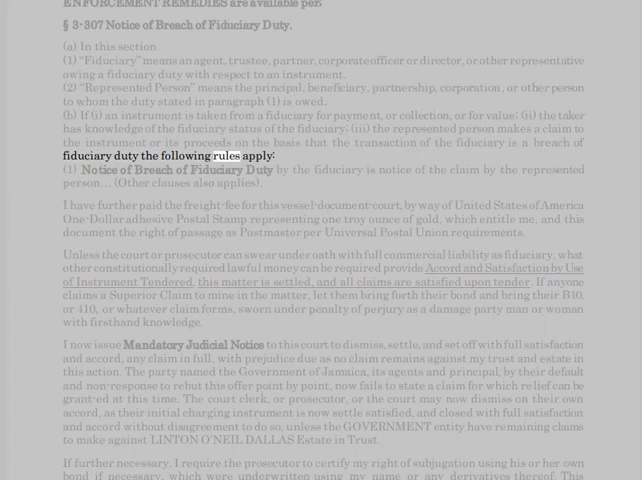 ENFORCEMENT REMEDIES are available per:
§ 3-307 Notice of Breach of Fiduciary Duty.
(a) In this section
(1) “Fiduciary” means an agent, trustee, partner, corporate officer or director, or other representative
owing a fiduciary duty with respect to an instrument.
(2) “Represented Person” means the principal, beneficiary, partnership, corporation, or other person
to whom the duty stated in paragraph (1) is owed.
(b) If (i) an instrument is taken from a fiduciary for payment, or collection, or for value; (ii) the taker
has knowledge of the fiduciary status of the fiduciary; (iii) the represented person makes a claim to
the instrument or its proceeds on the basis that the transaction of the fiduciary is a breach of
fiduciary duty the following rules apply:
(1) Notice of Breach of Fiduciary Duty by the fiduciary is notice of the claim by the represented
person… (Other clauses also applies).
I have further paid the freight-fee for this vessel-document-court, by way of United States of America
One-Dollar adhesive Postal Stamp representing one troy ounce of gold, which entitle me, and this
document the right of passage as Postmaster per Universal Postal Union requirements.
Unless the court or prosecutor can swear under oath with full commercial liability as fiduciary, what
other constitutionally required lawful money can be required provide Accord and Satisfaction by Use
of Instrument Tendered, this matter is settled, and all claims are satisfied upon tender. If anyone
claims a Superior Claim to mine in the matter, let them bring forth their bond and bring their B10,
or 410, or whatever claim forms, sworn under penalty of perjury as a damage party man or woman
with firsthand knowledge.
I now issue Mandatory Judicial Notice to this court to dismiss, settle, and set off with full satisfaction
and accord, any claim in full, with prejudice due as no claim remains against my trust and estate in
this action. The party named the Government of Jamaica, its agents and principal, by their default
and non-response to rebut this offer point by point, now fails to state a claim for which relief can be
grant-ed at this time. The court clerk, or prosecutor, or the court may now dismiss on their own
accord, as their initial charging instrument is now settle satisfied, and closed with full satisfaction
and accord without disagreement to do so, unless the GOVERNMENT entity have remaining claims
to make against LINTON O’NEIL DALLAS Estate in Trust.
If further necessary, I require the prosecutor to certify my right of subjugation using his or her own
bond if necessary, which were underwritten using my name or any derivatives thereof. This